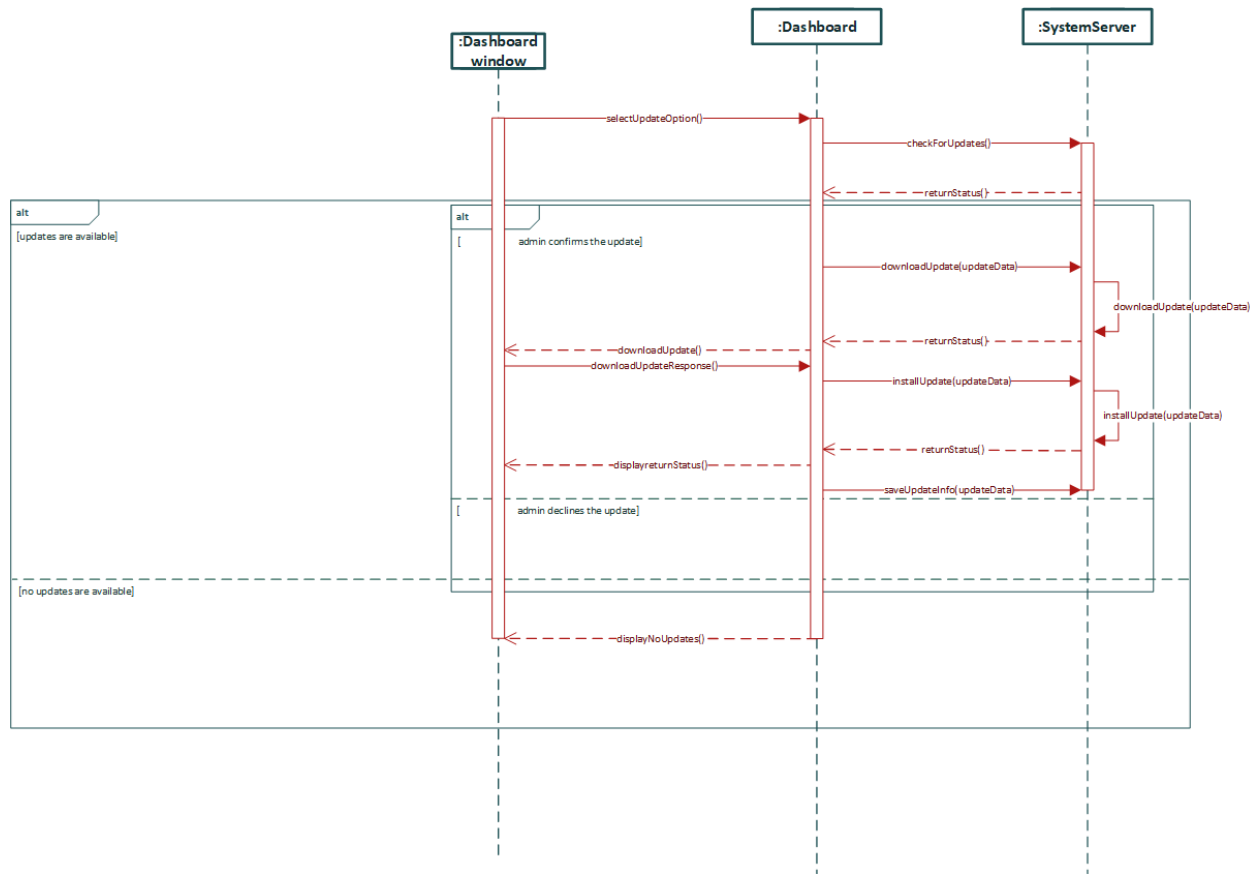 :Dashboard
window
:Dashboard
:SystemServer
selectUpdateOption()
checkForUpdates()
returnStatus()
alt
[updates are available]
alt
[ admin confirms the update]
downloadUpdate(updateData)
downloadUpdate(updateData)
returnStatus()
downloadUpdate()
downloadUpdateResponse()
installUpdate(updateData)
installUpdate(updateData)
returnStatus()
displayreturnStatus()
saveUpdateInfo(updateData)
[ admin declines the update]
[no updates are available]
displayNoUpdates()